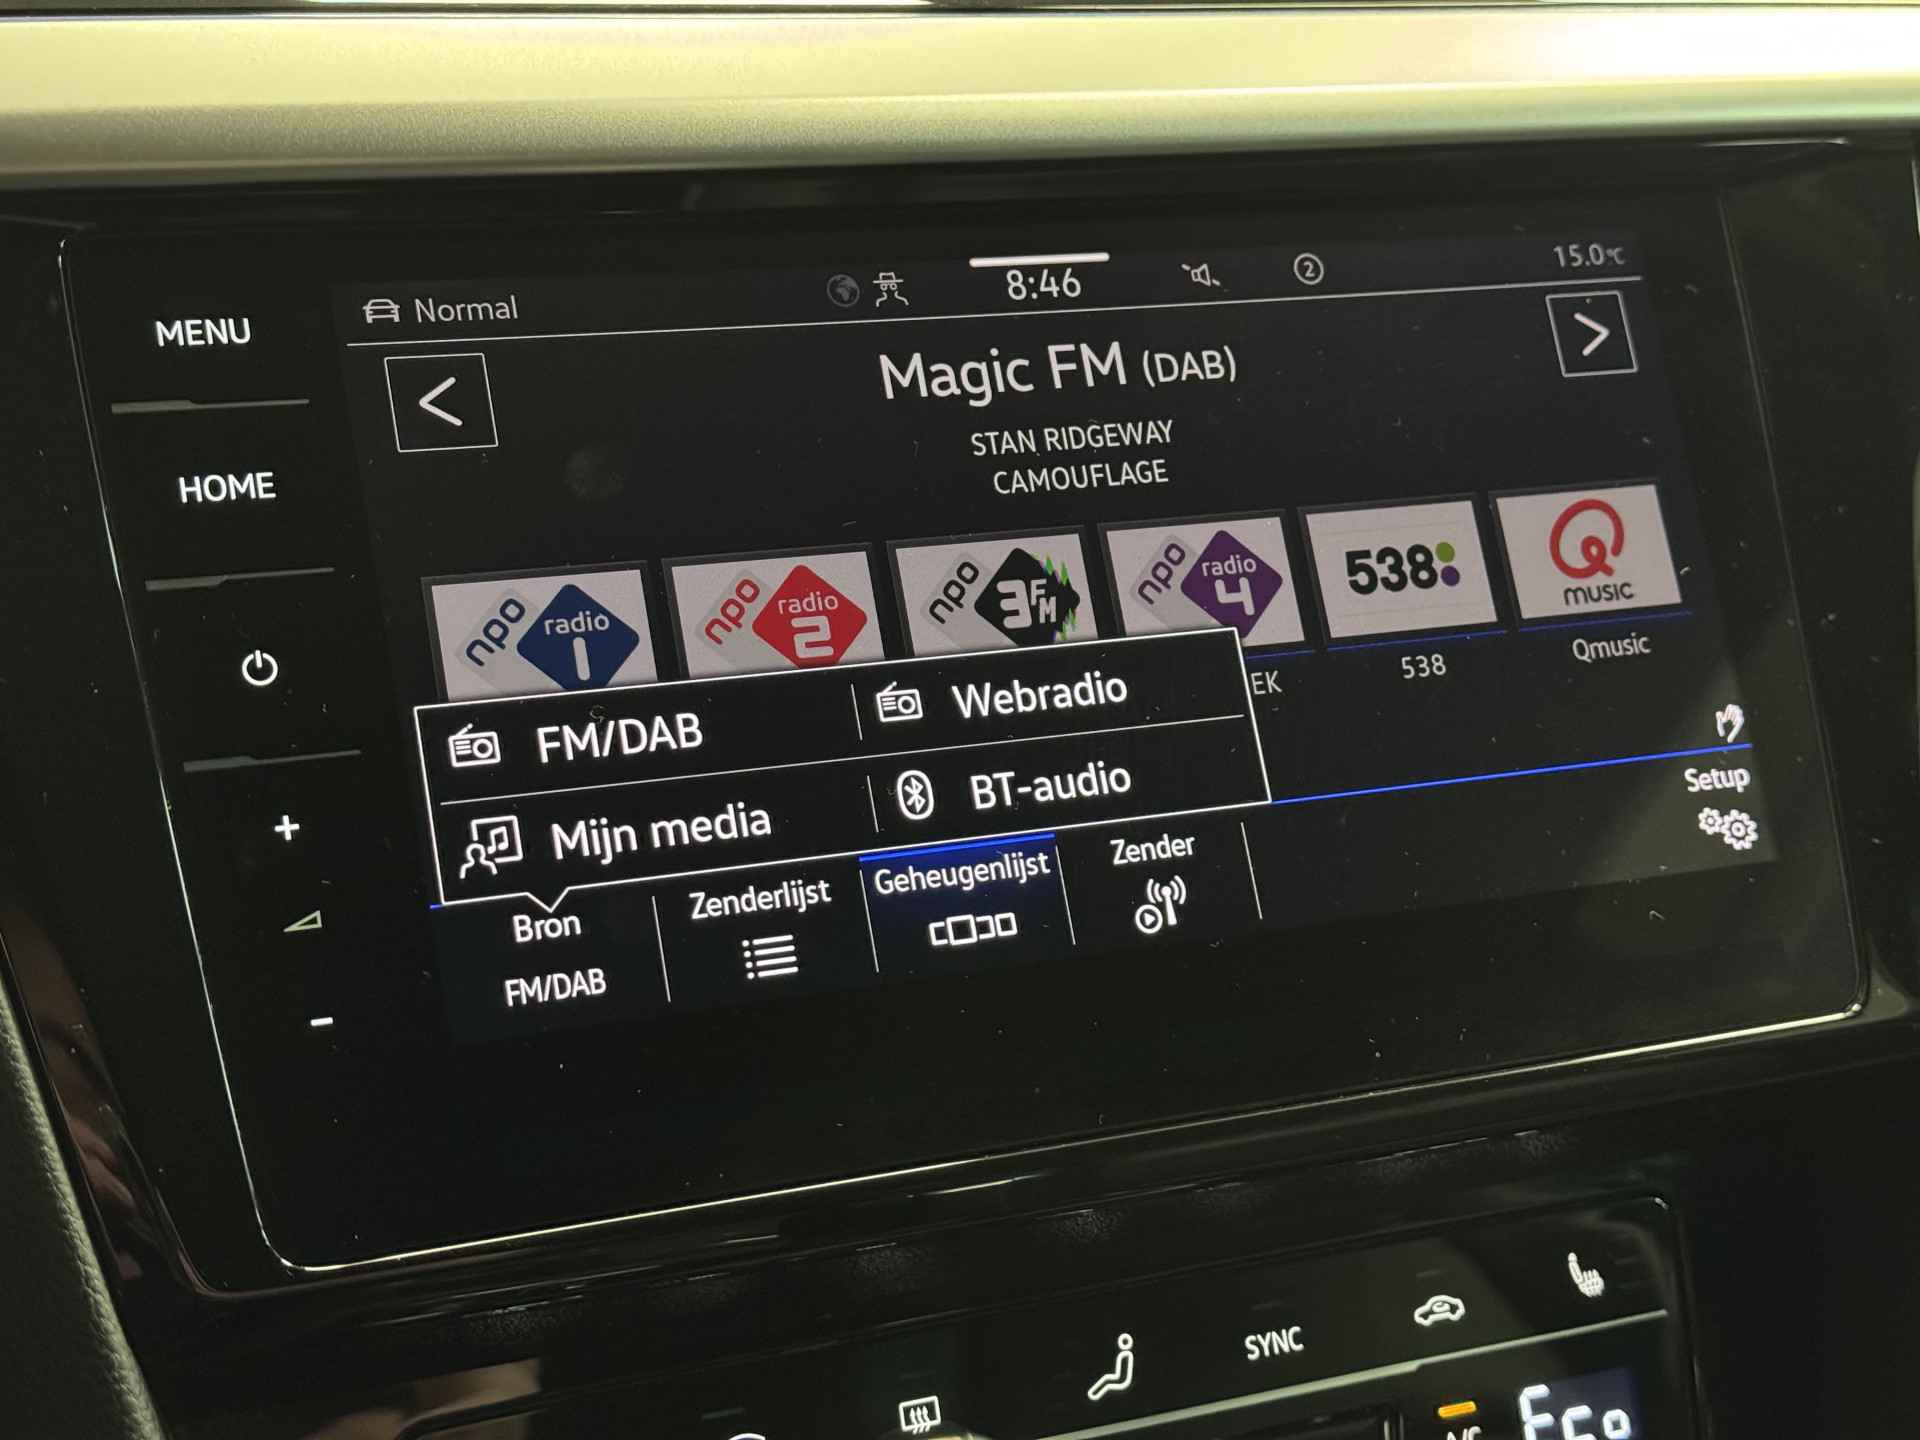 MENU
HOME
Normal
8:46
2
15.0°C
<
Magic FM (DAB)
>
STAN RIDGEWAY
CAMOUFLAGE
npo radio 1
npo radio 2
npo 3FM
npo radio 4
538
Q music
EK
538
Qmusic
FM/DAB
Webradio
Mijn media
BT-audio
Setup
Bron
FM/DAB
Zenderlijst
Geheugenlijst
Zender
+
-
SYNC